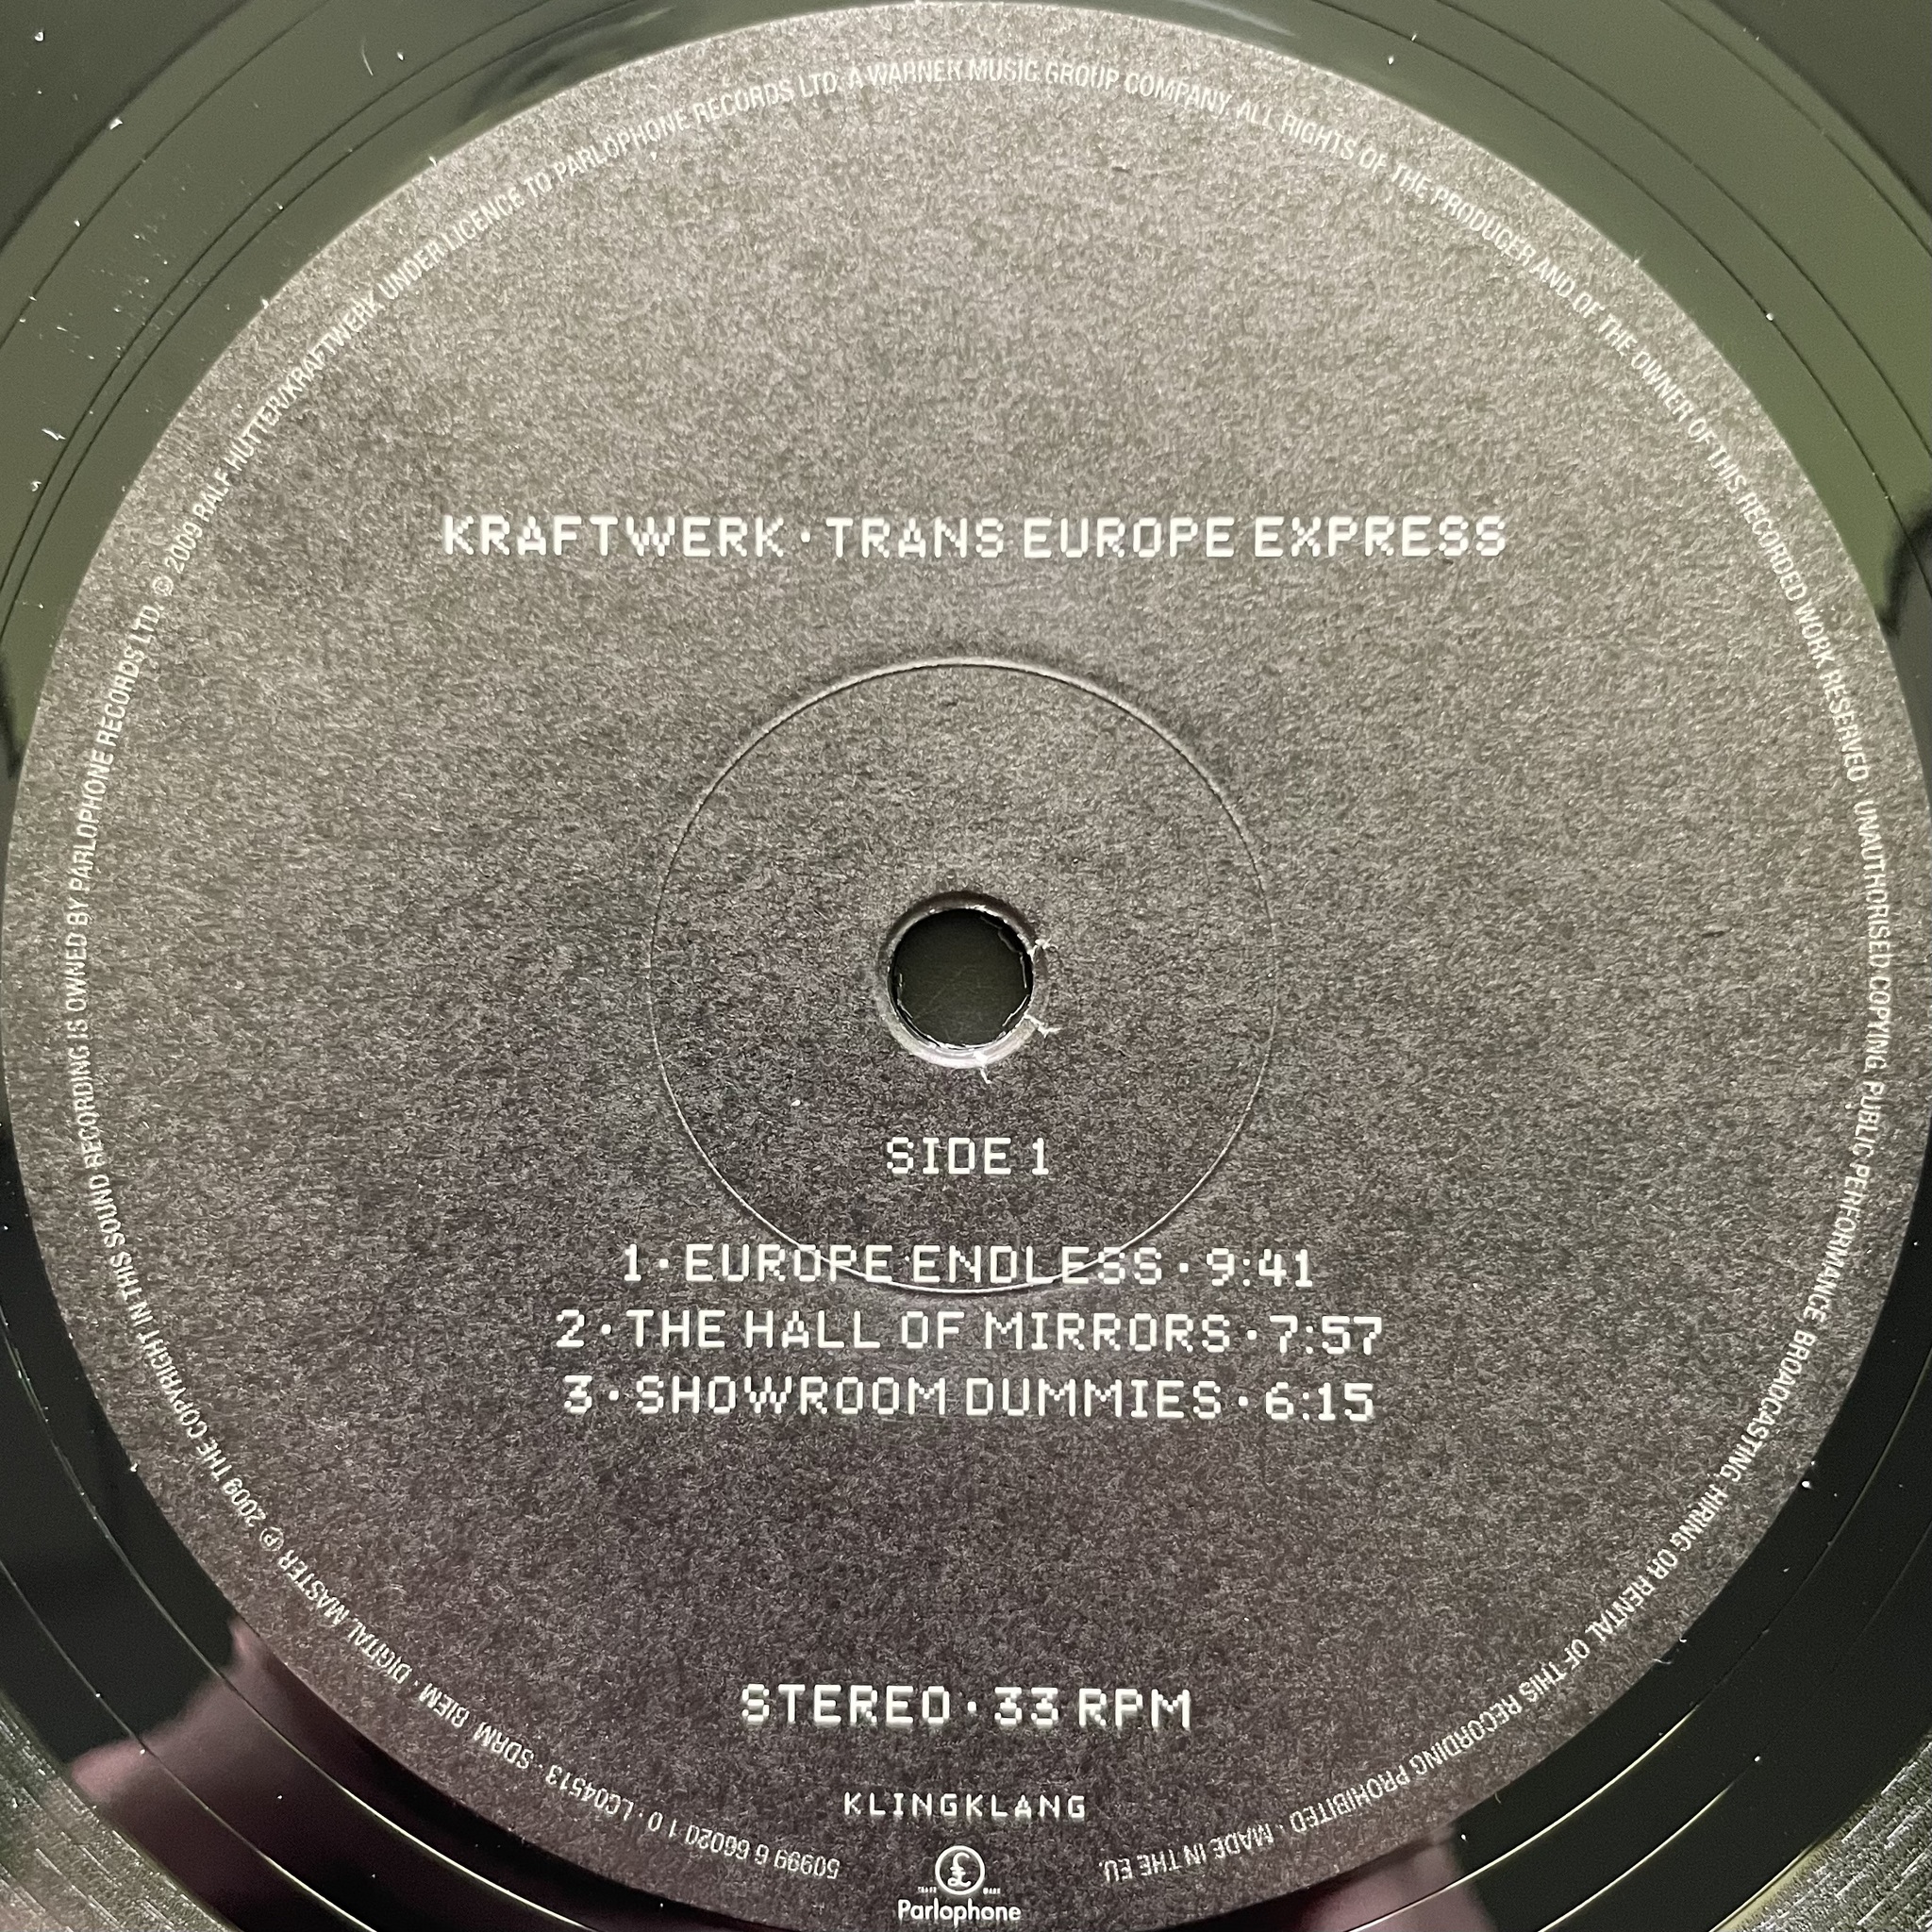 KRAFTWERK · TRANS EUROPE EXPRESS
SIDE 1
1 · EUROPE ENDLESS · 9:41
2 · THE HALL OF MIRRORS · 7:57
3 · SHOWROOM DUMMIES · 6:15
STEREO · 33 RPM
KLINGKLANG
£
TRADE MARK
Parlophone
50999 6 66020 1 0 · LC04513 · SDRM BIEM · DIGITAL MASTER ℗ 2009 THE COPYRIGHT IN THIS SOUND RECORDING IS OWNED BY PARLOPHONE RECORDS LTD. © 2009 RALF HUTTER/KRAFTWERK UNDER LICENCE TO PARLOPHONE RECORDS LTD. A WARNER MUSIC GROUP COMPANY. ALL RIGHTS OF THE PRODUCER AND OF THE OWNER OF THIS RECORDED WORK RESERVED. UNAUTHORISED COPYING, PUBLIC PERFORMANCE, BROADCASTING, HIRING OR RENTAL OF THIS RECORDING PROHIBITED · MADE IN THE EU.